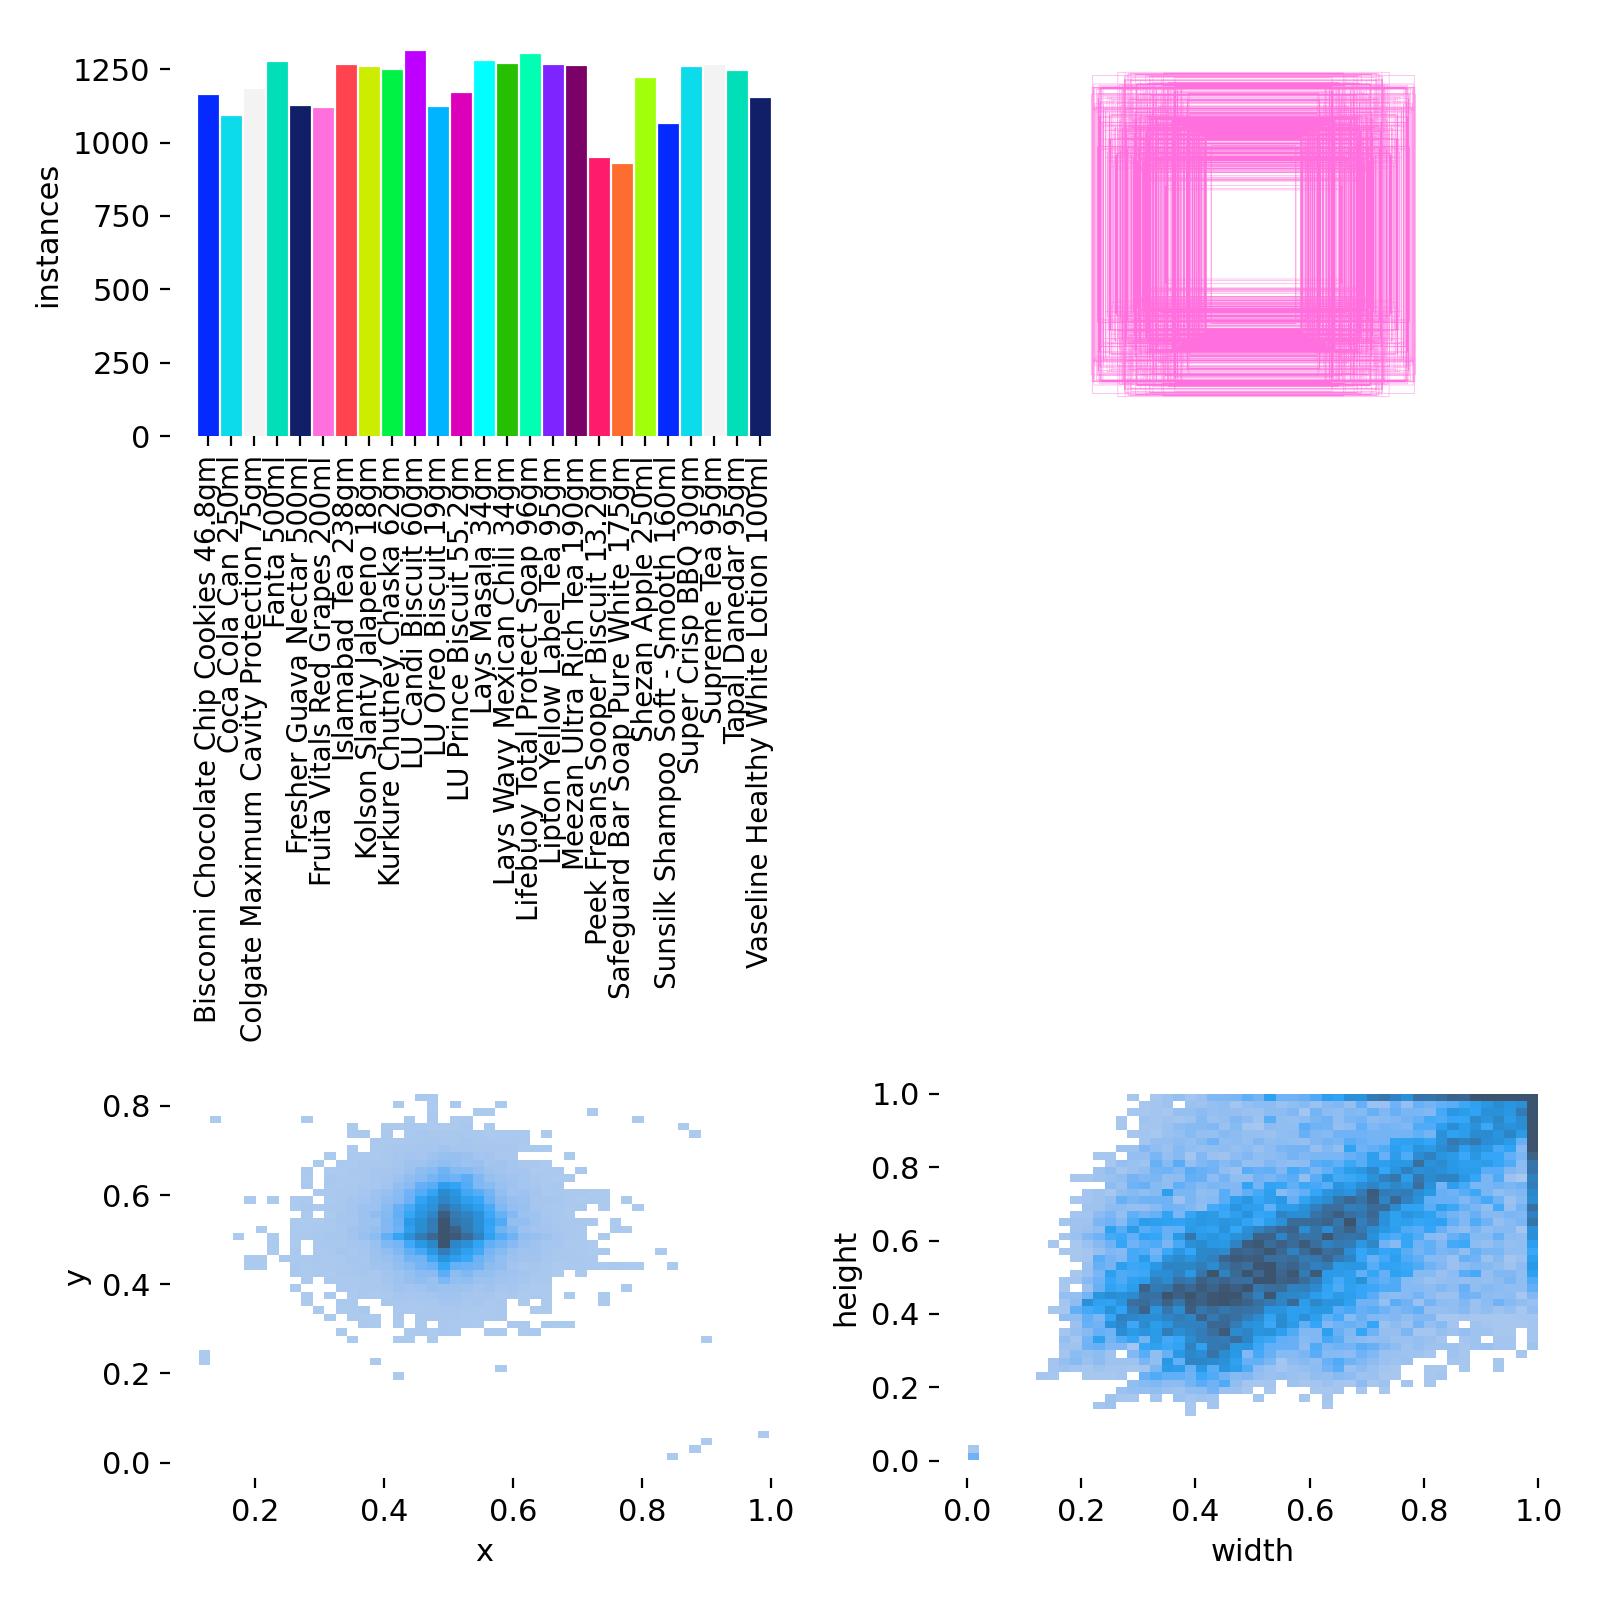 instances
1250
1000
750
500
250
0
Bisconni Chocolate Chip Cookies 46.8gm
Coca Cola Can 250ml
Colgate Maximum Cavity Protection 75gm
Fanta 500ml
Fresher Guava Nectar 500ml
Fruita Vitals Red Grapes 200ml
Islamabad Tea 238gm
Kolson Slanty Jalapeno 18gm
Kurkure Chutney Chaska 62gm
LU Candi Biscuit 60gm
LU Oreo Biscuit 19gm
LU Prince Biscuit 55.2gm
Lays Masala 34gm
Lays Wavy Mexican Chili 34gm
Lifebuoy Total Protect Soap 96gm
Lipton Yellow Label Tea 95gm
Meezan Ultra Rich Tea 190gm
Peek Freans Sooper Biscuit 13.2gm
Safeguard Bar Soap Pure White 175gm
Shezan Apple 250ml
Sunsilk Shampoo Soft - Smooth 160ml
Super Crisp BBQ 30gm
Supreme Tea 95gm
Tapal Danedar 95gm
Vaseline Healthy White Lotion 100ml
y
0.8
0.6
0.4
0.2
0.0
0.2 0.4 0.6 0.8 1.0
x
height
1.0
0.8
0.6
0.4
0.2
0.0
0.0 0.2 0.4 0.6 0.8 1.0
width